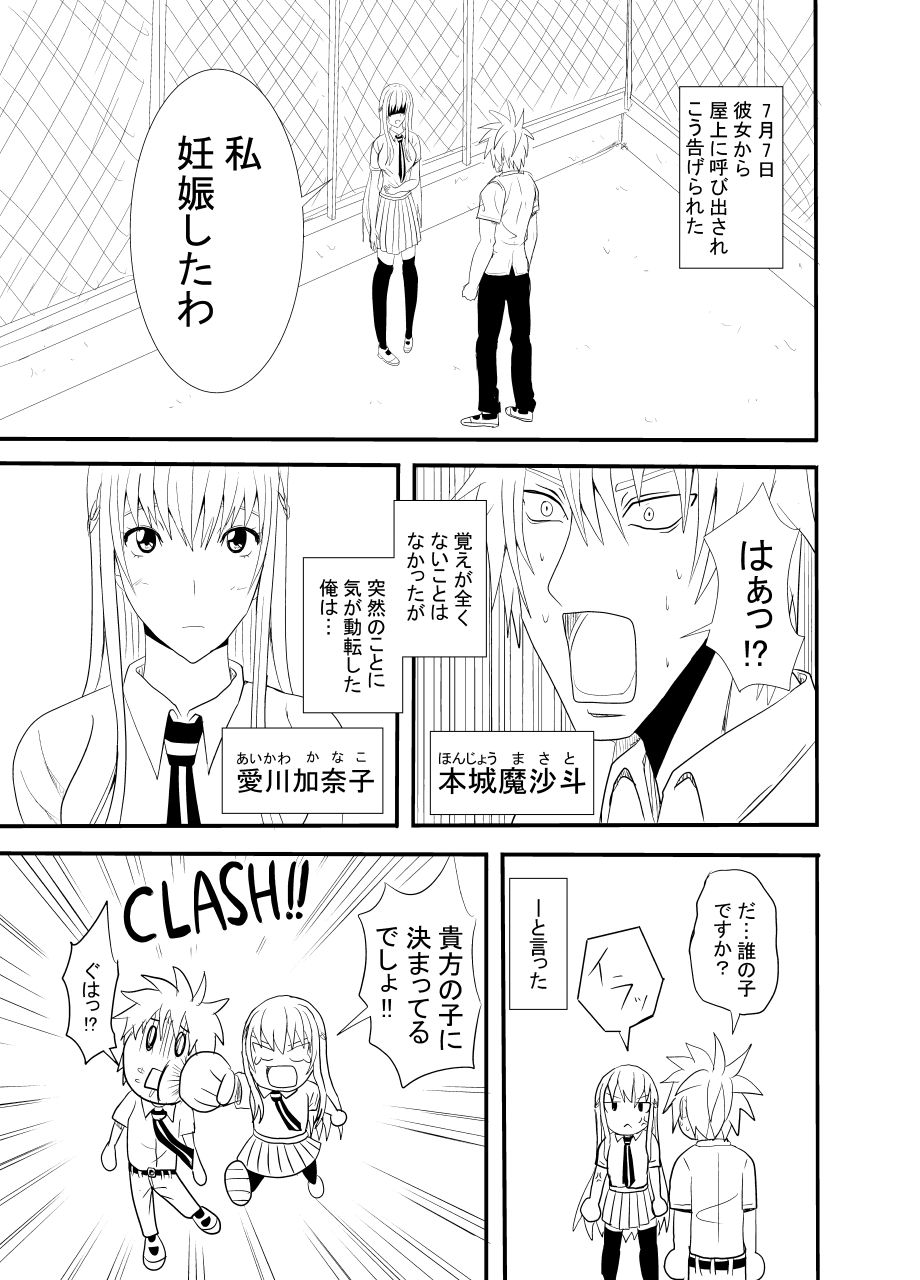 7月7日
彼女から
屋上に呼び出され
こう告げられた
私
妊娠したわ
はぁっ!?
ほんじょう まさと
本城魔沙斗
覚えが全く
ないことは
なかったが
突然のことに
気が動転した
俺は…
あいかわ かなこ
愛川加奈子
だ…誰の子
ですか?
イラッ
ーと言った
貴方の子に
決まってる
でしょ!!
CLASH!!
ぐはっ!?